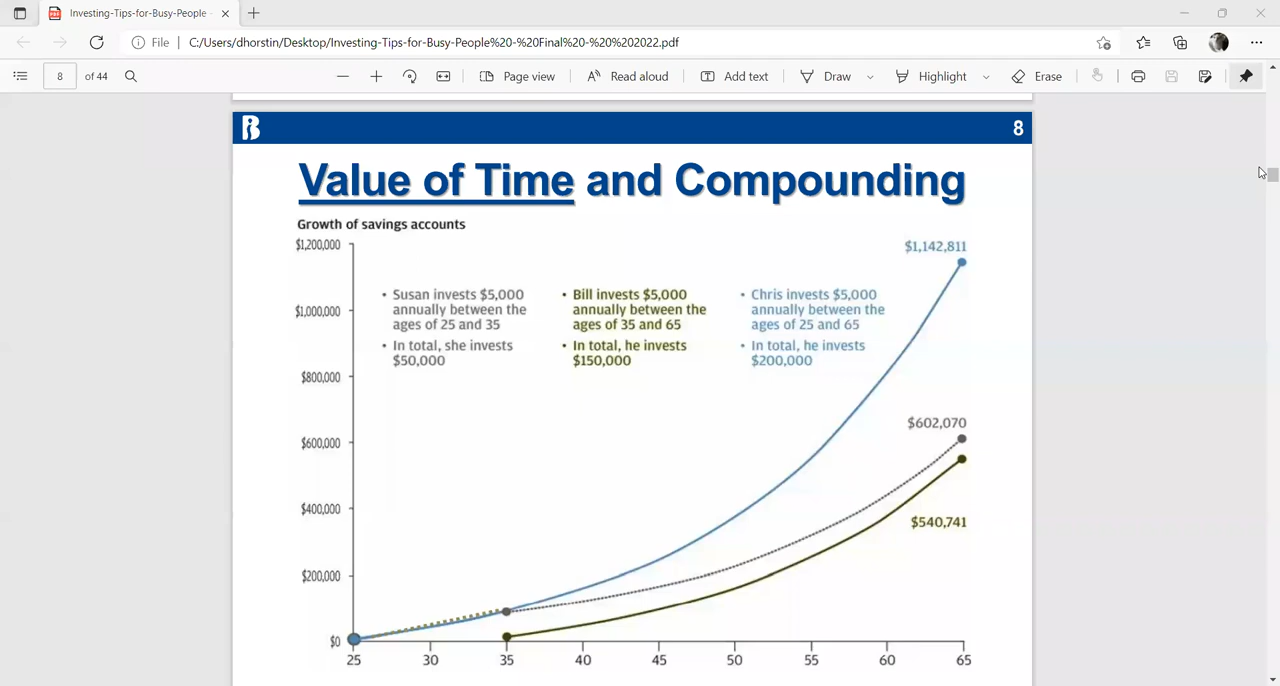 Investing-Tips-for-Busy-People -
File | C:/Users/dhorstin/Desktop/Investing-Tips-for-Busy-People%20-%20Final%20-%20%202022.pdf
8 of 44 Page view Read aloud Add text Draw Highlight Erase
8
Value of Time and Compounding
Growth of savings accounts
$1,200,000
$1,000,000
$800,000
$600,000
$400,000
$200,000
$0
• Susan invests $5,000
annually between the
ages of 25 and 35
• In total, she invests
$50,000
• Bill invests $5,000
annually between the
ages of 35 and 65
• In total, he invests
$150,000
• Chris invests $5,000
annually between the
ages of 25 and 65
• In total, he invests
$200,000
$1,142,811
$602,070
$540,741
25 30 35 40 45 50 55 60 65